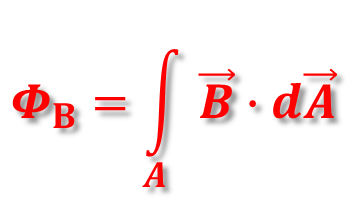 Φ_B = ∫_A B⃗ · dA⃗